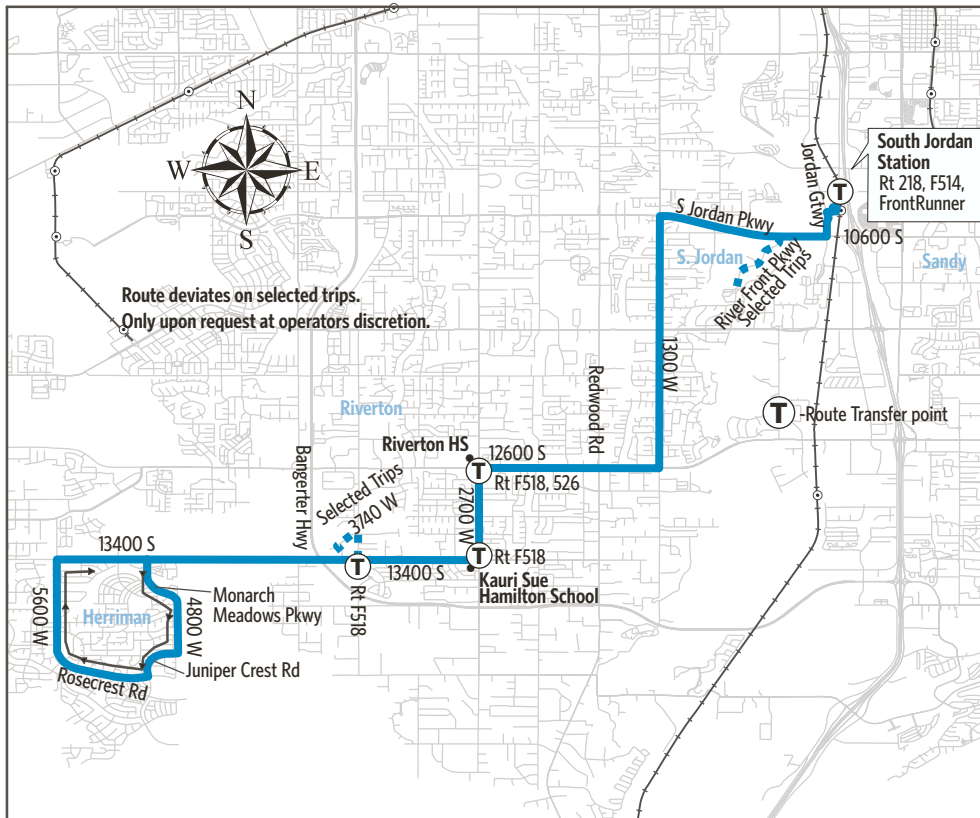 N
W
E
S
South Jordan
Station
Rt 218, F514,
FrontRunner
Jordan Gtwy
S Jordan Pkwy
10600 S
S. Jordan
Sandy
River Front Pkwy
Selected Trips
Route deviates on selected trips.
Only upon request at operators discretion.
1300 W
Redwood Rd
T
T
-Route Transfer point
Riverton
Riverton HS
12600 S
T
Rt F518, 526
Bangerter Hwy
Selected Trips
3740 W
2700 W
13400 S
T
Rt F518
13400 S
T
Rt F518
Kauri Sue
Hamilton School
Monarch
Meadows Pkwy
5600 W
Herriman
4800 W
Juniper Crest Rd
Rosecrest Rd